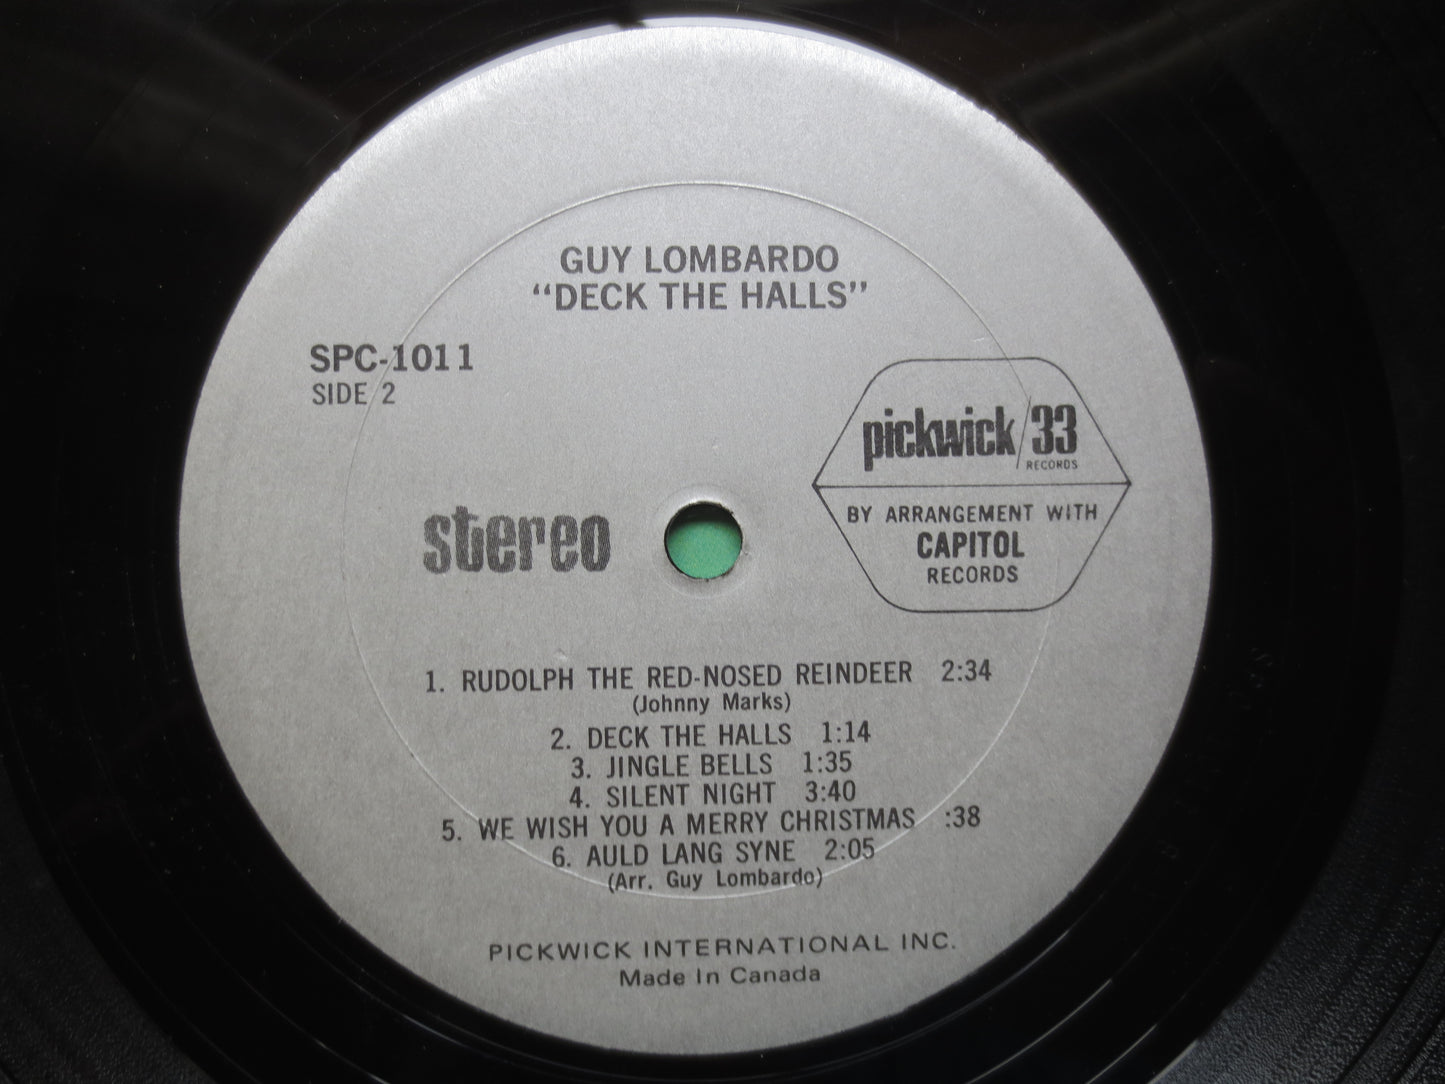 GUY LOMBARDO
“DECK THE HALLS”
SPC-1011
SIDE 2
pickwick/33
RECORDS
BY ARRANGEMENT WITH
CAPITOL
RECORDS
stereo
1. RUDOLPH THE RED-NOSED REINDEER 2:34
(Johnny Marks)
2. DECK THE HALLS 1:14
3. JINGLE BELLS 1:35
4. SILENT NIGHT 3:40
5. WE WISH YOU A MERRY CHRISTMAS :38
6. AULD LANG SYNE 2:05
(Arr. Guy Lombardo)
PICKWICK INTERNATIONAL INC.
Made In Canada